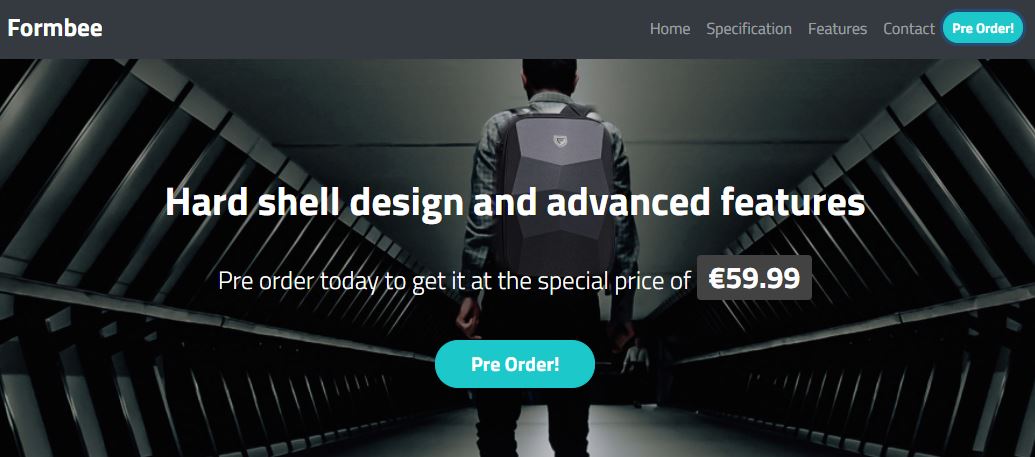 Formbee
Home Specification Features Contact Pre Order!
Hard shell design and advanced features
Pre order today to get it at the special price of €59.99
Pre Order!